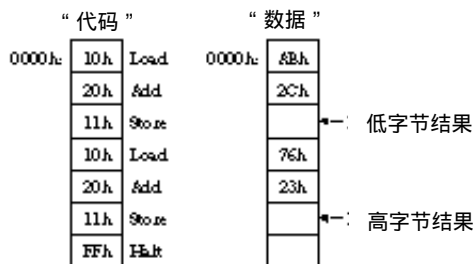 “代码” “数据”
0000h: 10h Load 0000h: ABh
20h Add 2Ch
11h Store 低字节结果
10h Load 76h
20h Add 23h
11h Store 高字节结果
FFh Halt